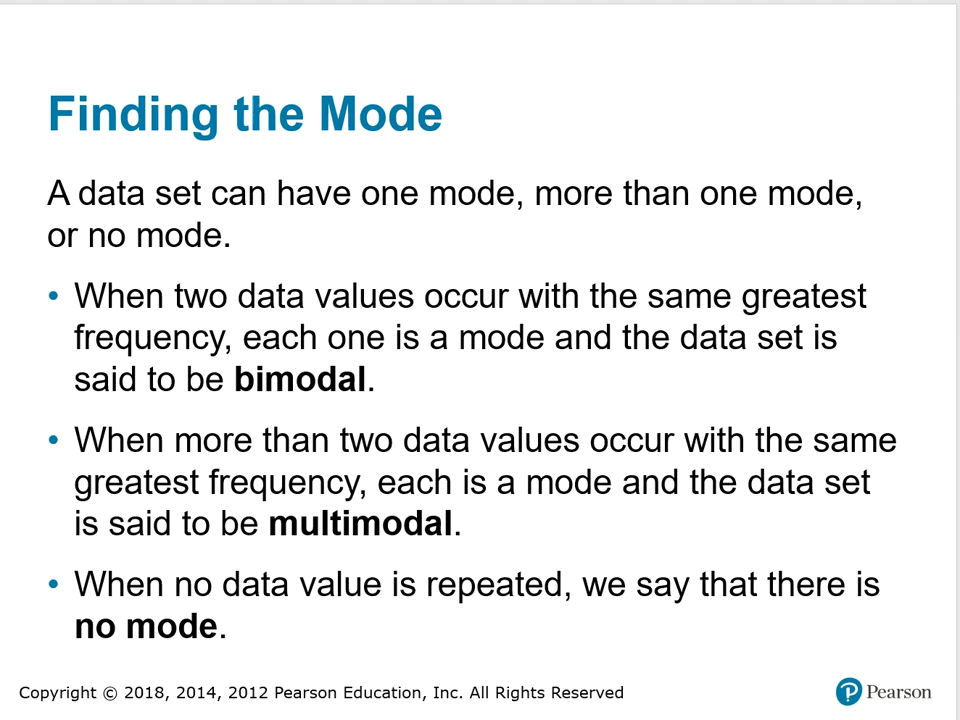 Finding the Mode
A data set can have one mode, more than one mode,
or no mode.
• When two data values occur with the same greatest
frequency, each one is a mode and the data set is
said to be bimodal.
• When more than two data values occur with the same
greatest frequency, each is a mode and the data set
is said to be multimodal.
• When no data value is repeated, we say that there is
no mode.
Copyright © 2018, 2014, 2012 Pearson Education, Inc. All Rights Reserved
P Pearson